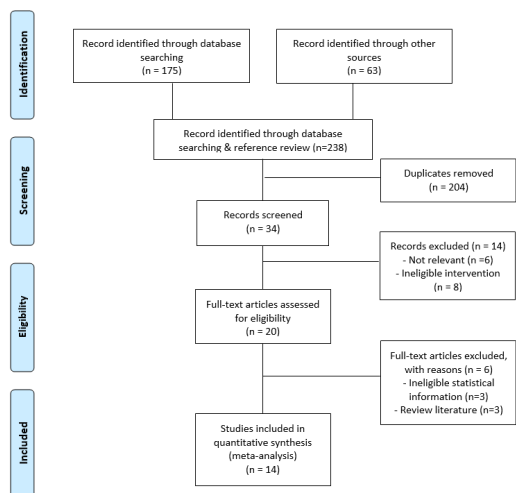 Identification
Record identified through database
searching
(n = 175)
Record identified through other
sources
(n = 63)
Record identified through database
searching & reference review (n=238)
Screening
Duplicates removed
(n = 204)
Records screened
(n = 34)
Records excluded (n = 14)
- Not relevant (n =6)
- Ineligible intervention
(n = 8)
Eligibility
Full-text articles assessed
for eligibility
(n = 20)
Full-text articles excluded,
with reasons (n = 6)
- Ineligible statistical
information (n=3)
- Review literature (n=3)
Included
Studies included in
quantitative synthesis
(meta-analysis)
(n = 14)